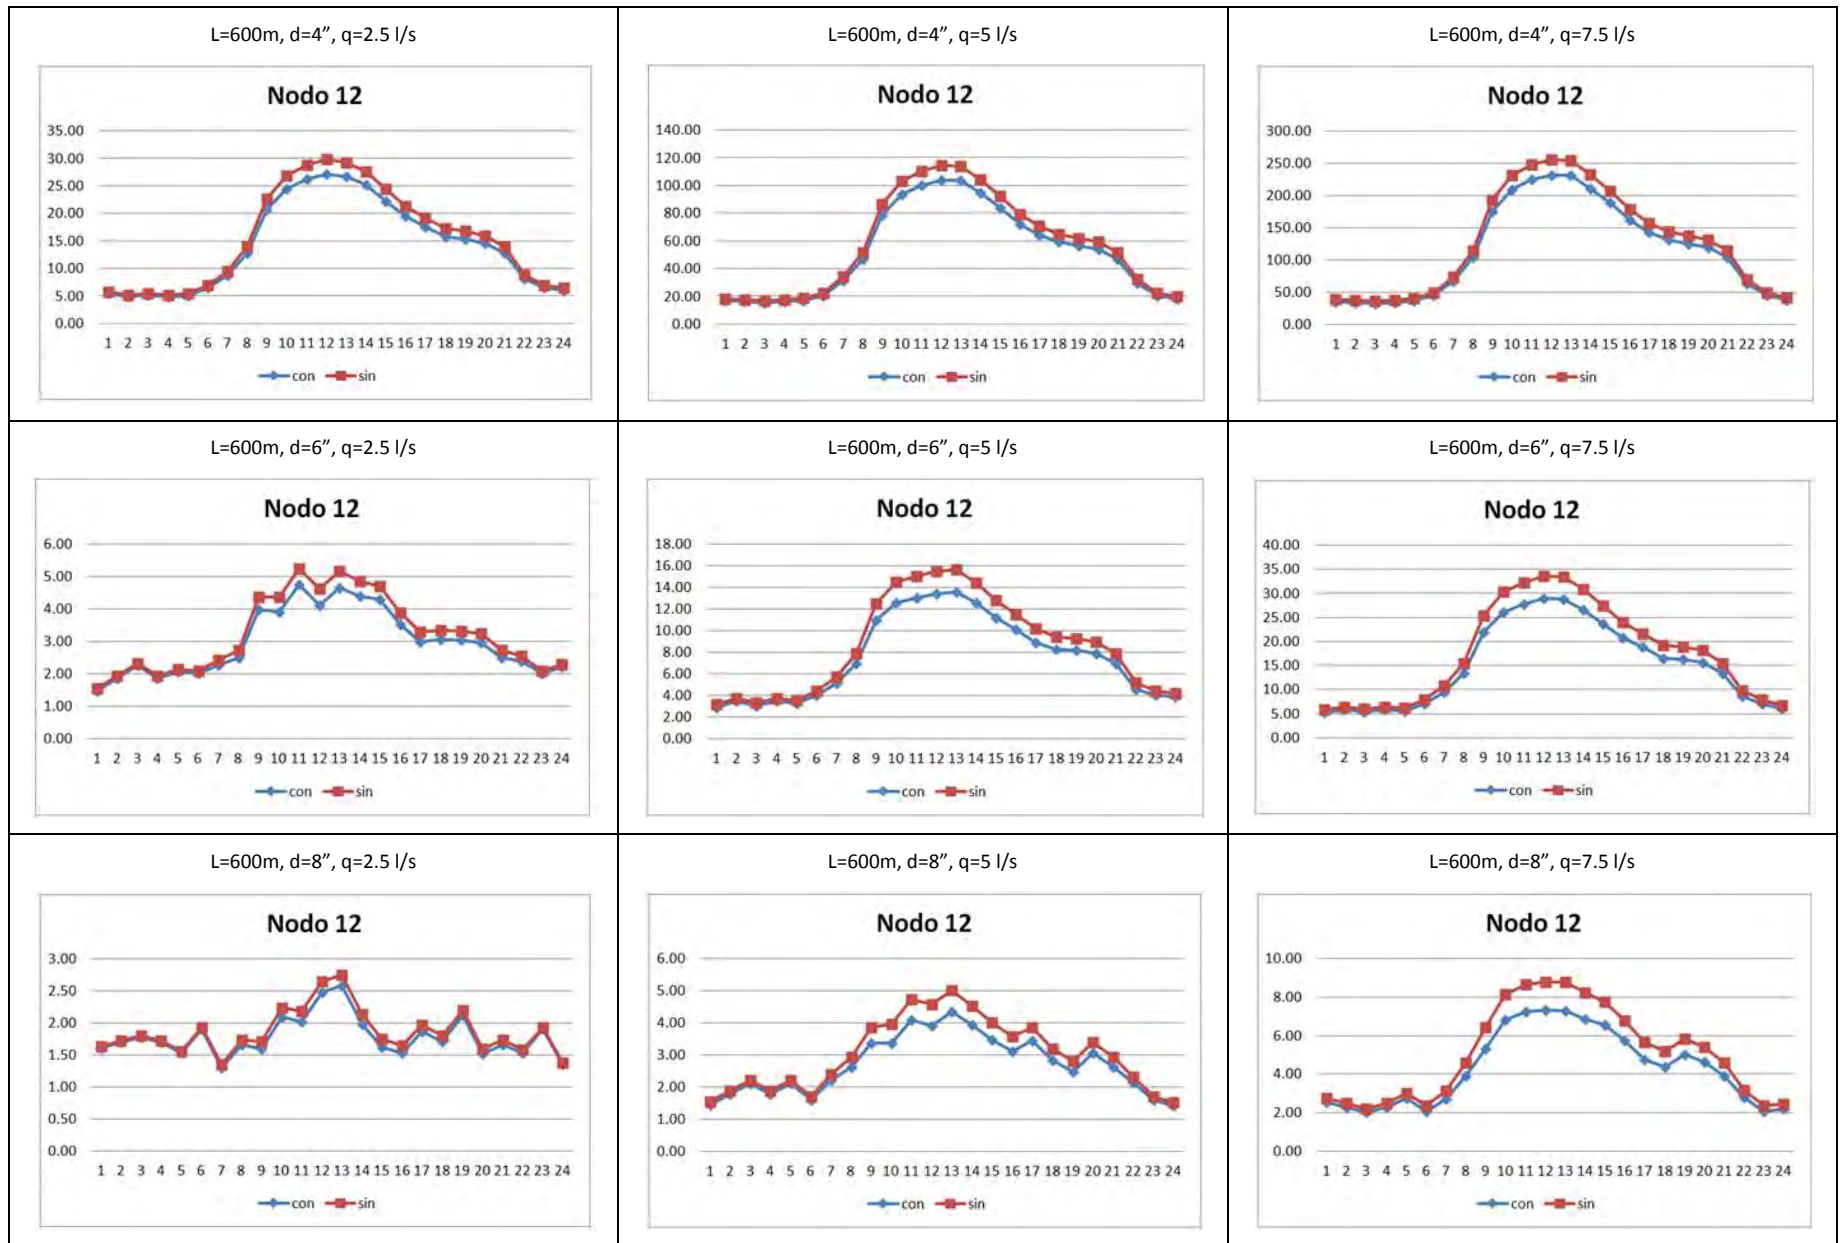 L=600m, d=4”, q=2.5 l/s
Nodo 12
35.00
30.00
25.00
20.00
15.00
10.00
5.00
0.00
1 2 3 4 5 6 7 8 9 10 11 12 13 14 15 16 17 18 19 20 21 22 23 24
con sin
L=600m, d=4”, q=5 l/s
Nodo 12
140.00
120.00
100.00
80.00
60.00
40.00
20.00
0.00
1 2 3 4 5 6 7 8 9 10 11 12 13 14 15 16 17 18 19 20 21 22 23 24
con sin
L=600m, d=4”, q=7.5 l/s
Nodo 12
300.00
250.00
200.00
150.00
100.00
50.00
0.00
1 2 3 4 5 6 7 8 9 10 11 12 13 14 15 16 17 18 19 20 21 22 23 24
con sin
L=600m, d=6”, q=2.5 l/s
Nodo 12
6.00
5.00
4.00
3.00
2.00
1.00
0.00
1 2 3 4 5 6 7 8 9 10 11 12 13 14 15 16 17 18 19 20 21 22 23 24
con sin
L=600m, d=6”, q=5 l/s
Nodo 12
18.00
16.00
14.00
12.00
10.00
8.00
6.00
4.00
2.00
0.00
1 2 3 4 5 6 7 8 9 10 11 12 13 14 15 16 17 18 19 20 21 22 23 24
con sin
L=600m, d=6”, q=7.5 l/s
Nodo 12
40.00
35.00
30.00
25.00
20.00
15.00
10.00
5.00
0.00
1 2 3 4 5 6 7 8 9 10 11 12 13 14 15 16 17 18 19 20 21 22 23 24
con sin
L=600m, d=8”, q=2.5 l/s
Nodo 12
3.00
2.50
2.00
1.50
1.00
0.50
0.00
1 2 3 4 5 6 7 8 9 10 11 12 13 14 15 16 17 18 19 20 21 22 23 24
con sin
L=600m, d=8”, q=5 l/s
Nodo 12
6.00
5.00
4.00
3.00
2.00
1.00
0.00
1 2 3 4 5 6 7 8 9 10 11 12 13 14 15 16 17 18 19 20 21 22 23 24
con sin
L=600m, d=8”, q=7.5 l/s
Nodo 12
10.00
8.00
6.00
4.00
2.00
0.00
1 2 3 4 5 6 7 8 9 10 11 12 13 14 15 16 17 18 19 20 21 22 23 24
con sin